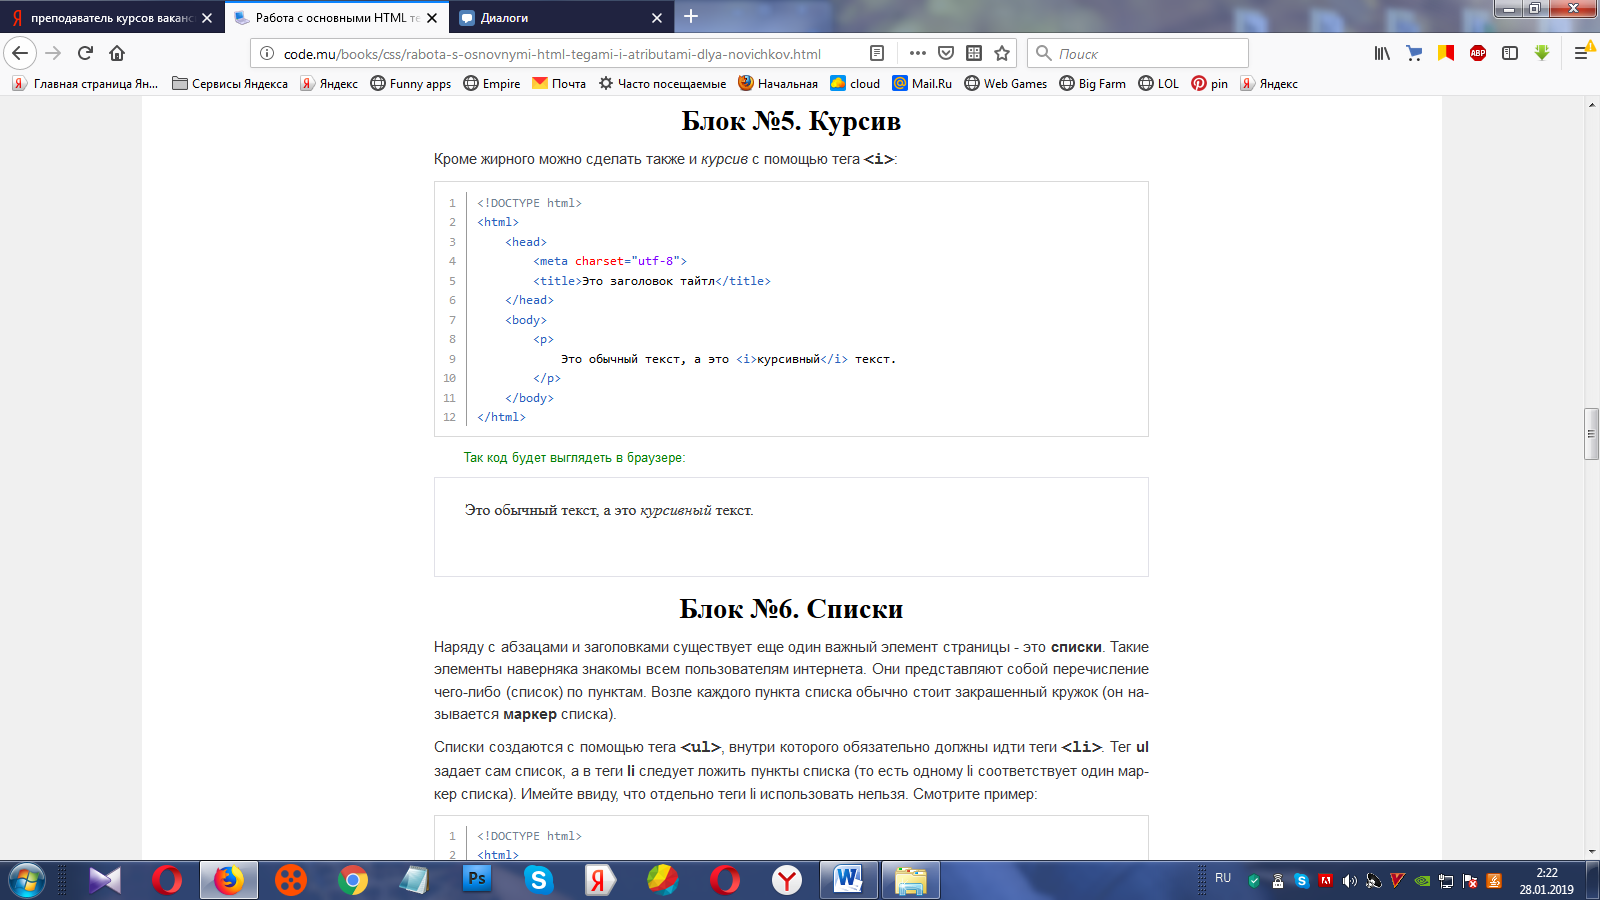 преподаватель курсов ваканс
Работа с основными HTML те
Диалоги
code.mu/books/css/rabota-s-osnovnymi-html-tegami-i-atributami-dlya-novichkov.html
Поиск
ABP
Главная страница Ян...
Сервисы Яндекса
Яндекс
Funny apps
Empire
Почта
Часто посещаемые
Начальная
cloud
Mail.Ru
Web Games
Big Farm
LOL
pin
Яндекс
Блок №5. Курсив
Кроме жирного можно сделать также и курсив с помощью тега <i>:
1 <!DOCTYPE html>
2 <html>
3 <head>
4 <meta charset="utf-8">
5 <title>Это заголовок тайтл</title>
6 </head>
7 <body>
8 <p>
9 Это обычный текст, а это <i>курсивный</i> текст.
10 </p>
11 </body>
12 </html>
Так код будет выглядеть в браузере:
Это обычный текст, а это курсивный текст.
Блок №6. Списки
Наряду с абзацами и заголовками существует еще один важный элемент страницы - это списки. Такие
элементы наверняка знакомы всем пользователям интернета. Они представляют собой перечисление
чего-либо (список) по пунктам. Возле каждого пункта списка обычно стоит закрашенный кружок (он на-
зывается маркер списка).
Списки создаются с помощью тега <ul>, внутри которого обязательно должны идти теги <li>. Тег ul
задает сам список, а в теги li следует ложить пункты списка (то есть одному li соответствует один мар-
кер списка). Имейте ввиду, что отдельно теги li использовать нельзя. Смотрите пример:
1 <!DOCTYPE html>
2 <html>
Ps
RU
2:22
28.01.2019